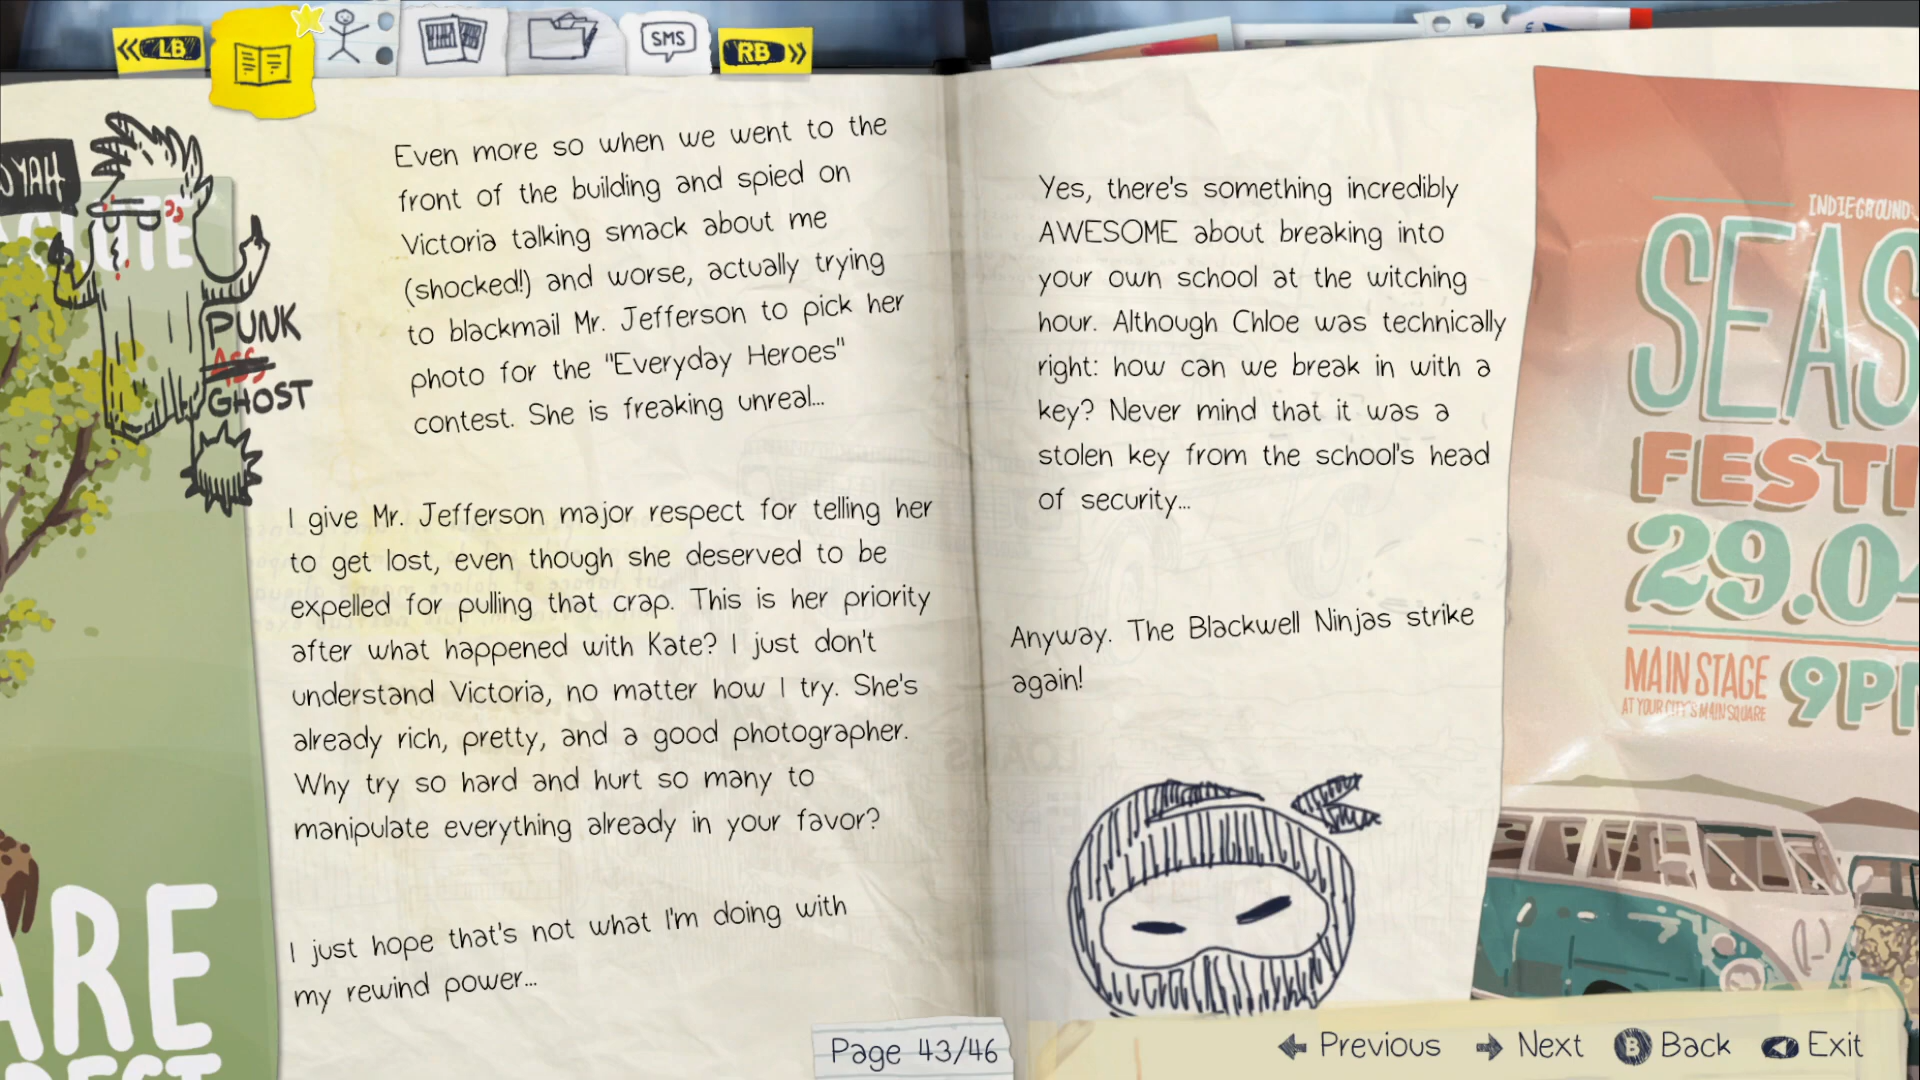 LB
SMS
RB
Even more so when we went to the
front of the building and spied on
Victoria talking smack about me
(shocked!) and worse, actually trying
to blackmail Mr. Jefferson to pick her
photo for the "Everyday Heroes"
contest. She is freaking unreal...
PUNK
ASS
GHOST
I give Mr. Jefferson major respect for telling her
to get lost, even though she deserved to be
expelled for pulling that crap. This is her priority
after what happened with Kate? I just don't
understand Victoria, no matter how I try. She's
already rich, pretty, and a good photographer.
Why try so hard and hurt so many to
manipulate everything already in your favor?
I just hope that's not what I'm doing with
my rewind power...
ARE
Page 43/46
Yes, there's something incredibly
AWESOME about breaking into
your own school at the witching
hour. Although Chloe was technically
right: how can we break in with a
key? Never mind that it was a
stolen key from the school's head
of security...
Anyway. The Blackwell Ninjas strike
again!
INDIEGROUND
SEAS
FESTI
29.04
MAIN STAGE
AT YOUR CITY'S MAIN SQUARE
9PM
Previous
Next
B Back
Exit